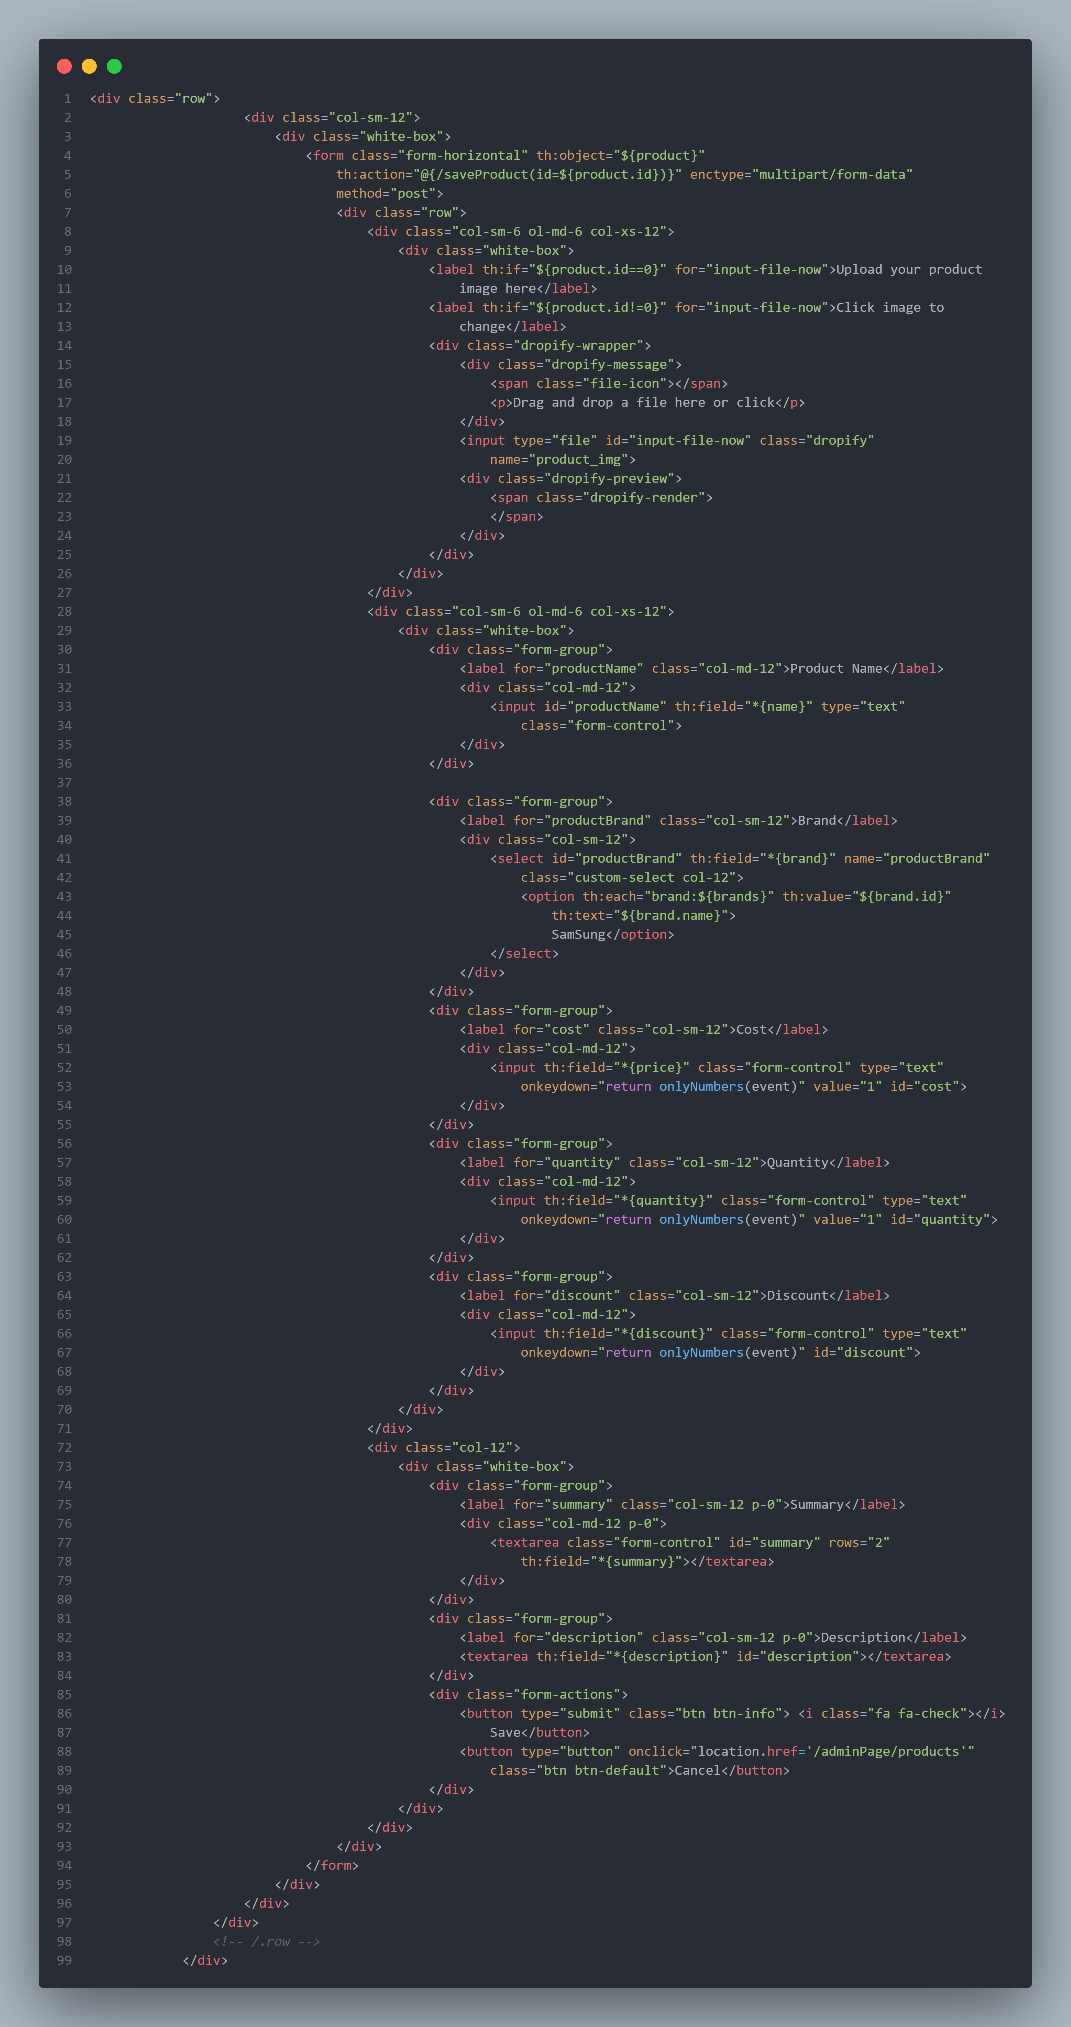 1 <div class="row">
2 <div class="col-sm-12">
3 <div class="white-box">
4 <form class="form-horizontal" th:object="${product}"
5 th:action="@{/saveProduct(id=${product.id})}" enctype="multipart/form-data"
6 method="post">
7 <div class="row">
8 <div class="col-sm-6 ol-md-6 col-xs-12">
9 <div class="white-box">
10 <label th:if="${product.id==0}" for="input-file-now">Upload your product
11 image here</label>
12 <label th:if="${product.id!=0}" for="input-file-now">Click image to
13 change</label>
14 <div class="dropify-wrapper">
15 <div class="dropify-message">
16 <span class="file-icon"></span>
17 <p>Drag and drop a file here or click</p>
18 </div>
19 <input type="file" id="input-file-now" class="dropify"
20 name="product_img">
21 <div class="dropify-preview">
22 <span class="dropify-render">
23 </span>
24 </div>
25 </div>
26 </div>
27 </div>
28 <div class="col-sm-6 ol-md-6 col-xs-12">
29 <div class="white-box">
30 <div class="form-group">
31 <label for="productName" class="col-md-12">Product Name</label>
32 <div class="col-md-12">
33 <input id="productName" th:field="*{name}" type="text"
34 class="form-control">
35 </div>
36 </div>
37
38 <div class="form-group">
39 <label for="productBrand" class="col-sm-12">Brand</label>
40 <div class="col-sm-12">
41 <select id="productBrand" th:field="*{brand}" name="productBrand"
42 class="custom-select col-12">
43 <option th:each="brand:${brands}" th:value="${brand.id}"
44 th:text="${brand.name}">
45 SamSung</option>
46 </select>
47 </div>
48 </div>
49 <div class="form-group">
50 <label for="cost" class="col-sm-12">Cost</label>
51 <div class="col-md-12">
52 <input th:field="*{price}" class="form-control" type="text"
53 onkeydown="return onlyNumbers(event)" value="1" id="cost">
54 </div>
55 </div>
56 <div class="form-group">
57 <label for="quantity" class="col-sm-12">Quantity</label>
58 <div class="col-md-12">
59 <input th:field="*{quantity}" class="form-control" type="text"
60 onkeydown="return onlyNumbers(event)" value="1" id="quantity">
61 </div>
62 </div>
63 <div class="form-group">
64 <label for="discount" class="col-sm-12">Discount</label>
65 <div class="col-md-12">
66 <input th:field="*{discount}" class="form-control" type="text"
67 onkeydown="return onlyNumbers(event)" id="discount">
68 </div>
69 </div>
70 </div>
71 </div>
72 <div class="col-12">
73 <div class="white-box">
74 <div class="form-group">
75 <label for="summary" class="col-sm-12 p-0">Summary</label>
76 <div class="col-md-12 p-0">
77 <textarea class="form-control" id="summary" rows="2"
78 th:field="*{summary}"></textarea>
79 </div>
80 </div>
81 <div class="form-group">
82 <label for="description" class="col-sm-12 p-0">Description</label>
83 <textarea th:field="*{description}" id="description"></textarea>
84 </div>
85 <div class="form-actions">
86 <button type="submit" class="btn btn-info"> <i class="fa fa-check"></i>
87 Save</button>
88 <button type="button" onclick="location.href='/adminPage/products'"
89 class="btn btn-default">Cancel</button>
90 </div>
91 </div>
92 </div>
93 </div>
94 </form>
95 </div>
96 </div>
97 </div>
98 <!-- /.row -->
99 </div>